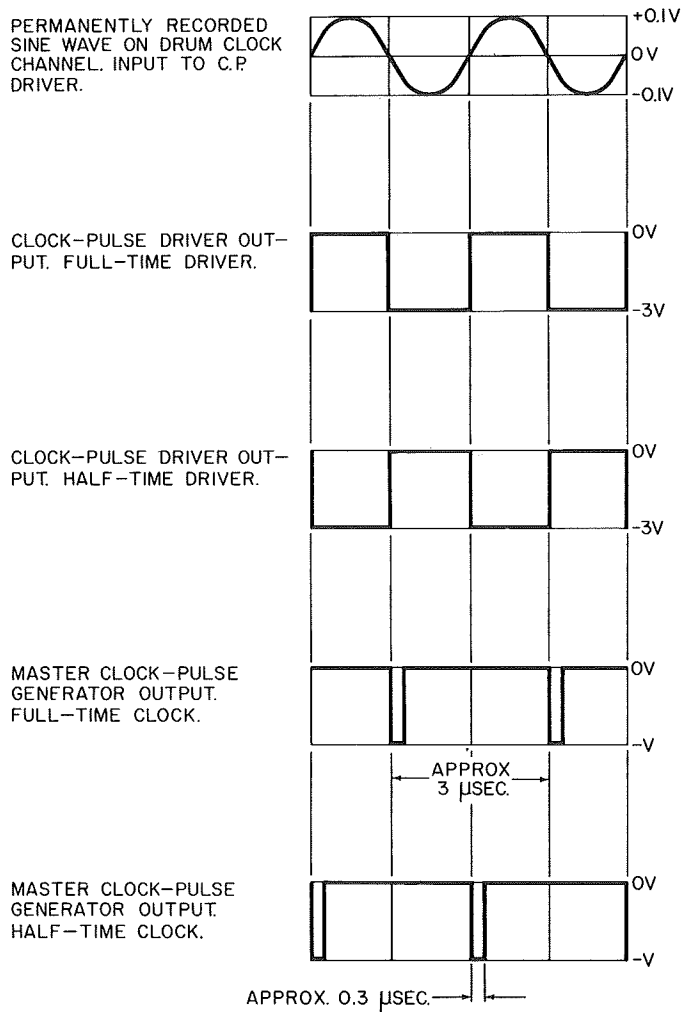 PERMANENTLY RECORDED
SINE WAVE ON DRUM CLOCK
CHANNEL. INPUT TO C.P.
DRIVER.
+0.1V
0V
-0.1V
CLOCK-PULSE DRIVER OUT-
PUT. FULL-TIME DRIVER.
0V
-3V
CLOCK-PULSE DRIVER OUT-
PUT. HALF-TIME DRIVER.
0V
-3V
MASTER CLOCK-PULSE
GENERATOR OUTPUT.
FULL-TIME CLOCK.
0V
-V
APPROX
3 µSEC.
MASTER CLOCK-PULSE
GENERATOR OUTPUT.
HALF-TIME CLOCK.
0V
-V
APPROX. 0.3 µSEC.